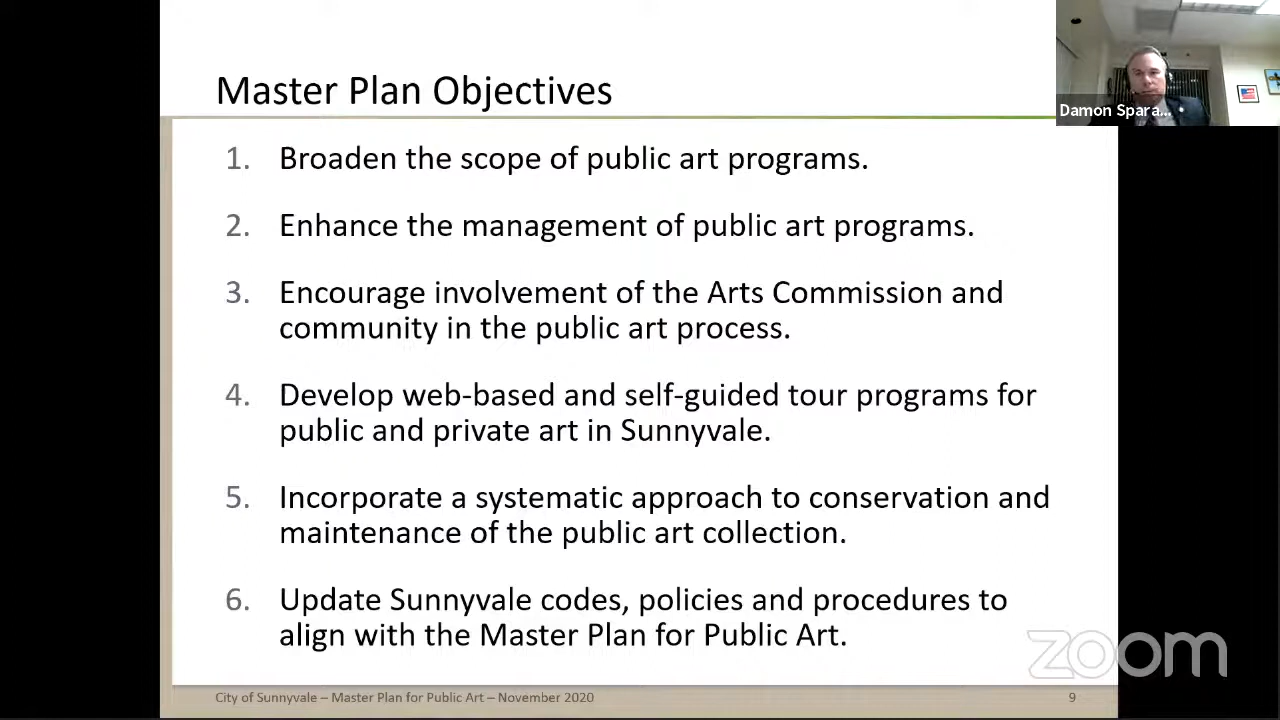 Master Plan Objectives
Damon Spara...
1. Broaden the scope of public art programs.
2. Enhance the management of public art programs.
3. Encourage involvement of the Arts Commission and
community in the public art process.
4. Develop web-based and self-guided tour programs for
public and private art in Sunnyvale.
5. Incorporate a systematic approach to conservation and
maintenance of the public art collection.
6. Update Sunnyvale codes, policies and procedures to
align with the Master Plan for Public Art.
zoom
City of Sunnyvale – Master Plan for Public Art – November 2020
9